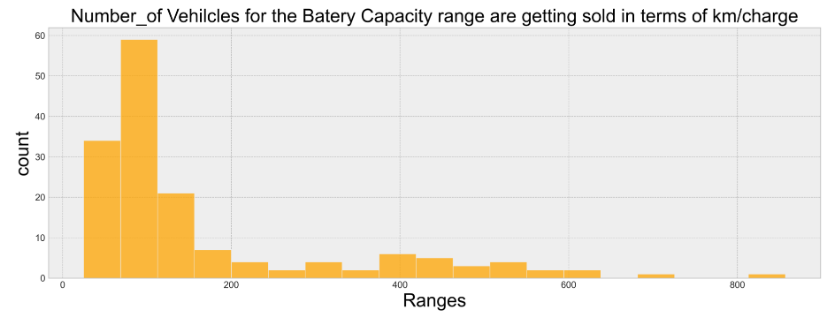 Number_of Vehilcles for the Batery Capacity range are getting sold in terms of km/charge
60
50
40
30
20
10
0
count
0 200 400 600 800
Ranges